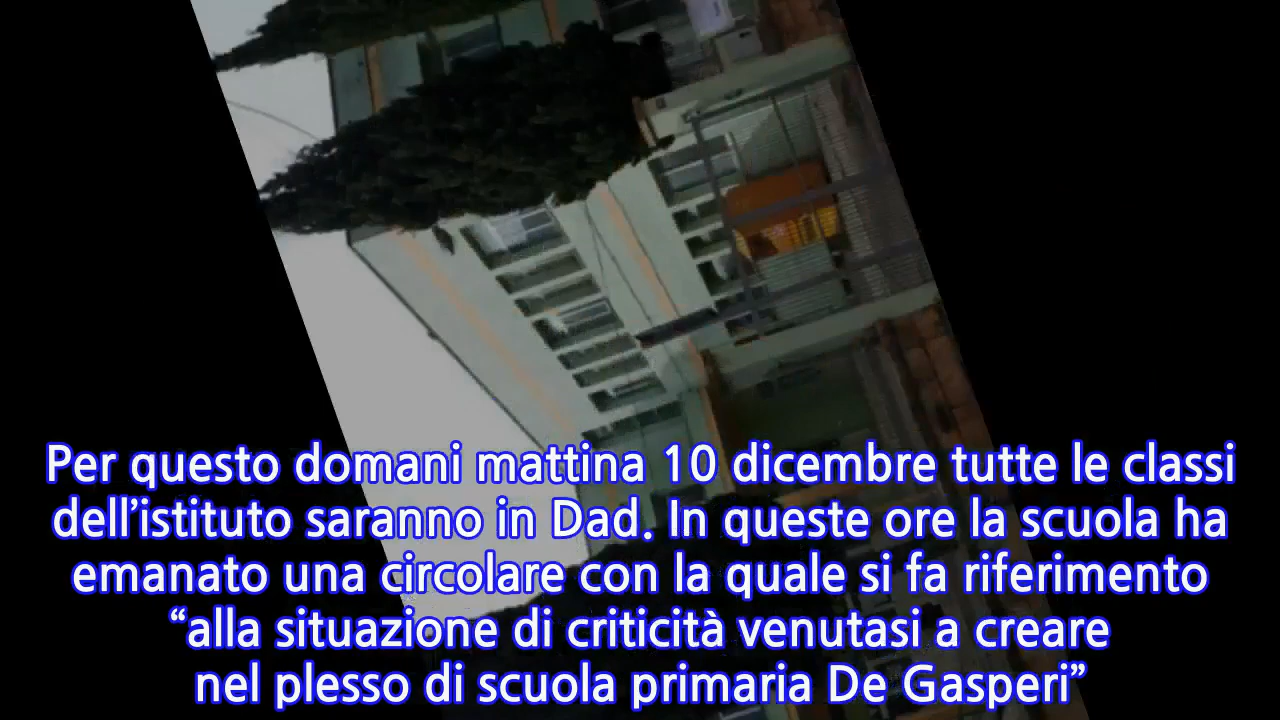 Per questo domani mattina 10 dicembre tutte le classi
dell’istituto saranno in Dad. In queste ore la scuola ha
emanato una circolare con la quale si fa riferimento
“alla situazione di criticità venutasi a creare
nel plesso di scuola primaria De Gasperi”